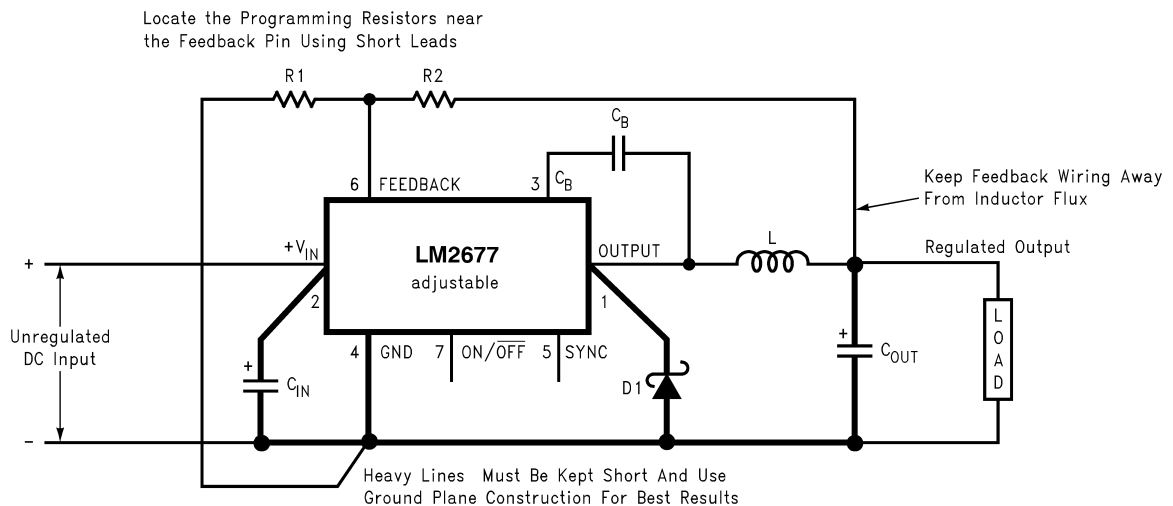 Locate the Programming Resistors near
the Feedback Pin Using Short Leads
R1
R2
CB
6 FEEDBACK
3 CB
Keep Feedback Wiring Away
From Inductor Flux
+VIN
LM2677
adjustable
OUTPUT
L
Regulated Output
+
2
1
Unregulated
DC Input
4 GND
7 ON/OFF
5 SYNC
+
CIN
D1
+
COUT
LOAD
–
Heavy Lines Must Be Kept Short And Use
Ground Plane Construction For Best Results